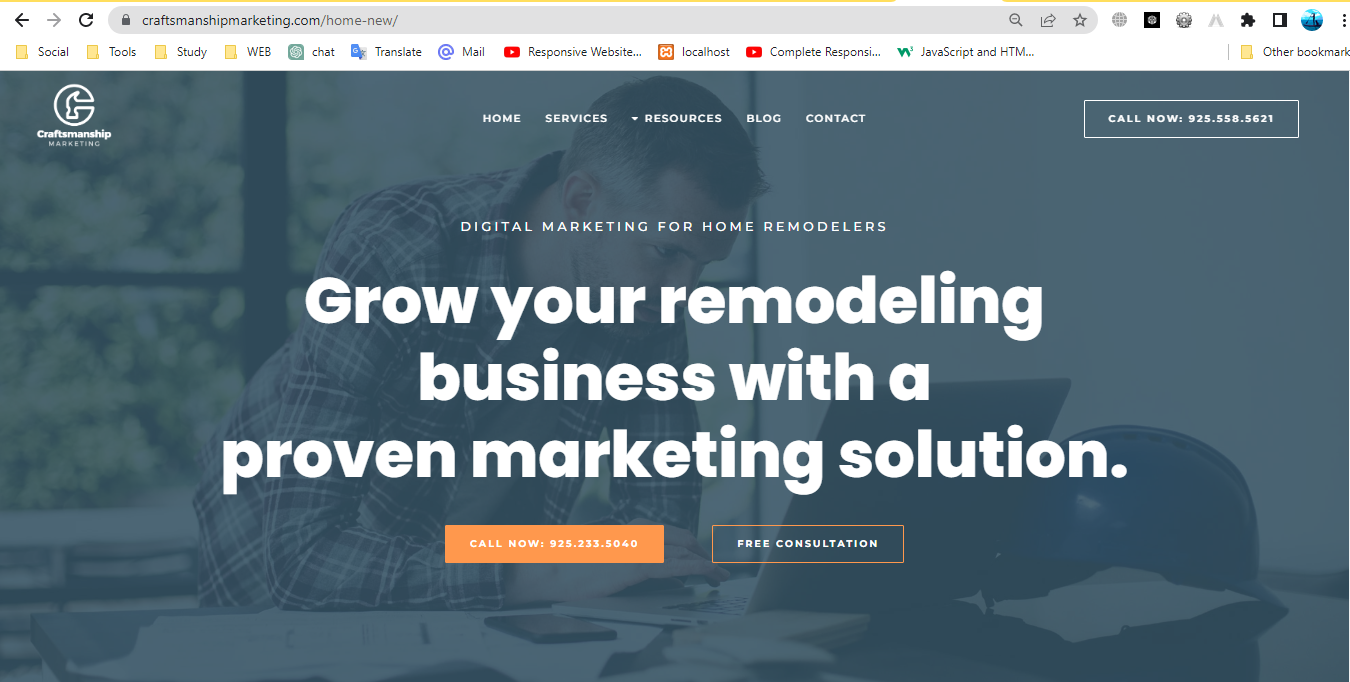 craftsmanshipmarketing.com/home-new/
Social Tools Study WEB chat Translate Mail Responsive Website... localhost Complete Responsi... JavaScript and HTM... Other bookmark
Craftsmanship
MARKETING
HOME SERVICES RESOURCES BLOG CONTACT
CALL NOW: 925.558.5621
DIGITAL MARKETING FOR HOME REMODELERS
Grow your remodeling
business with a
proven marketing solution.
CALL NOW: 925.233.5040
FREE CONSULTATION